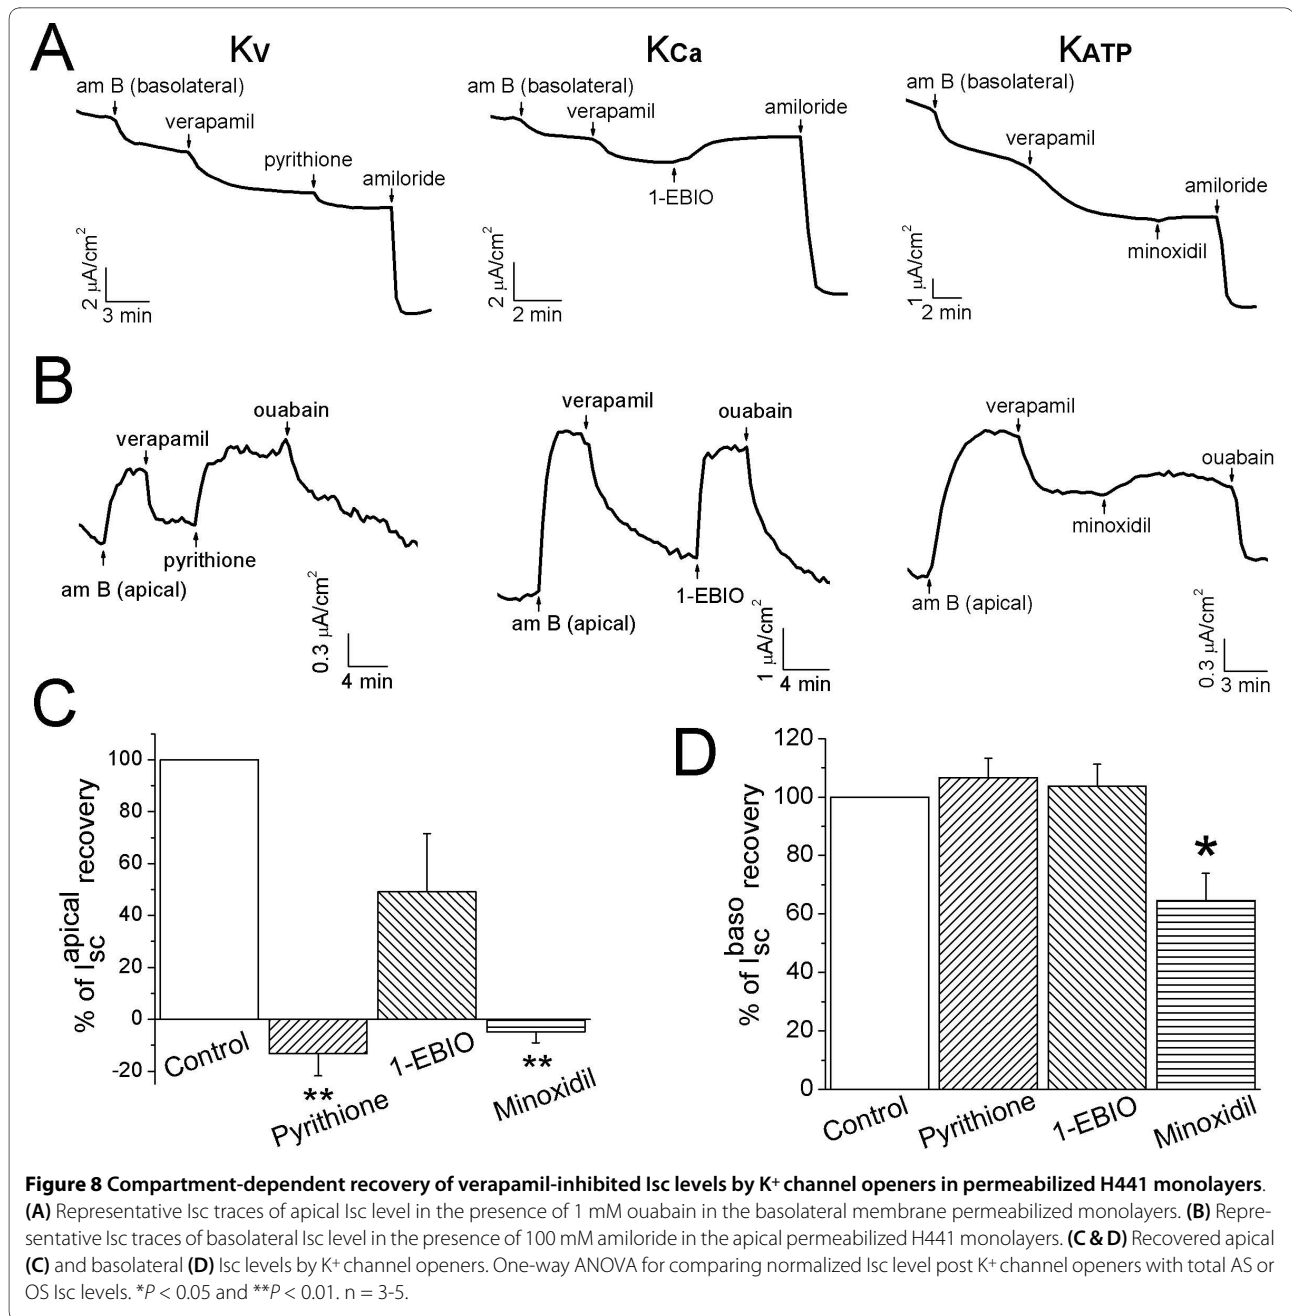 A
Kv
KCa
KATP
am B (basolateral)
verapamil
pyrithione
amiloride
2 μA/cm²
3 min
am B (basolateral)
verapamil
1-EBIO
amiloride
2 μA/cm²
2 min
am B (basolateral)
verapamil
minoxidil
amiloride
1 μA/cm²
2 min
B
verapamil
ouabain
am B (apical)
pyrithione
0.3 μA/cm²
4 min
verapamil
ouabain
am B (apical)
1-EBIO
1 μA/cm²
4 min
verapamil
ouabain
minoxidil
am B (apical)
0.3 μA/cm²
3 min
C
% of Isc apical recovery
100
80
60
40
20
0
-20
Control
Pyrithione
1-EBIO
Minoxidil
**
**
D
% of Isc baso recovery
120
100
80
60
40
20
0
*
Control
Pyrithione
1-EBIO
Minoxidil
Figure 8 Compartment-dependent recovery of verapamil-inhibited Isc levels by K⁺ channel openers in permeabilized H441 monolayers.
(A) Representative Isc traces of apical Isc level in the presence of 1 mM ouabain in the basolateral membrane permeabilized monolayers. (B) Repre-
sentative Isc traces of basolateral Isc level in the presence of 100 mM amiloride in the apical permeabilized H441 monolayers. (C & D) Recovered apical
(C) and basolateral (D) Isc levels by K⁺ channel openers. One-way ANOVA for comparing normalized Isc level post K⁺ channel openers with total AS or
OS Isc levels. *P < 0.05 and **P < 0.01. n = 3-5.